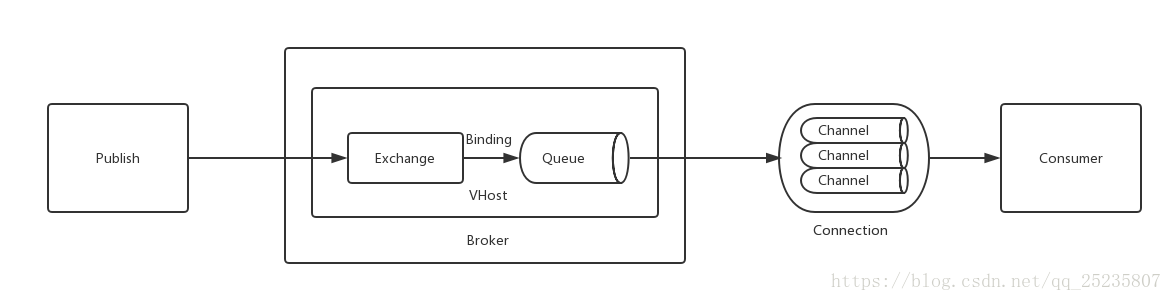 Publish
Exchange
Binding
Queue
VHost
Broker
Channel
Channel
Channel
Connection
Consumer
https://blog.csdn.net/qq_25235807